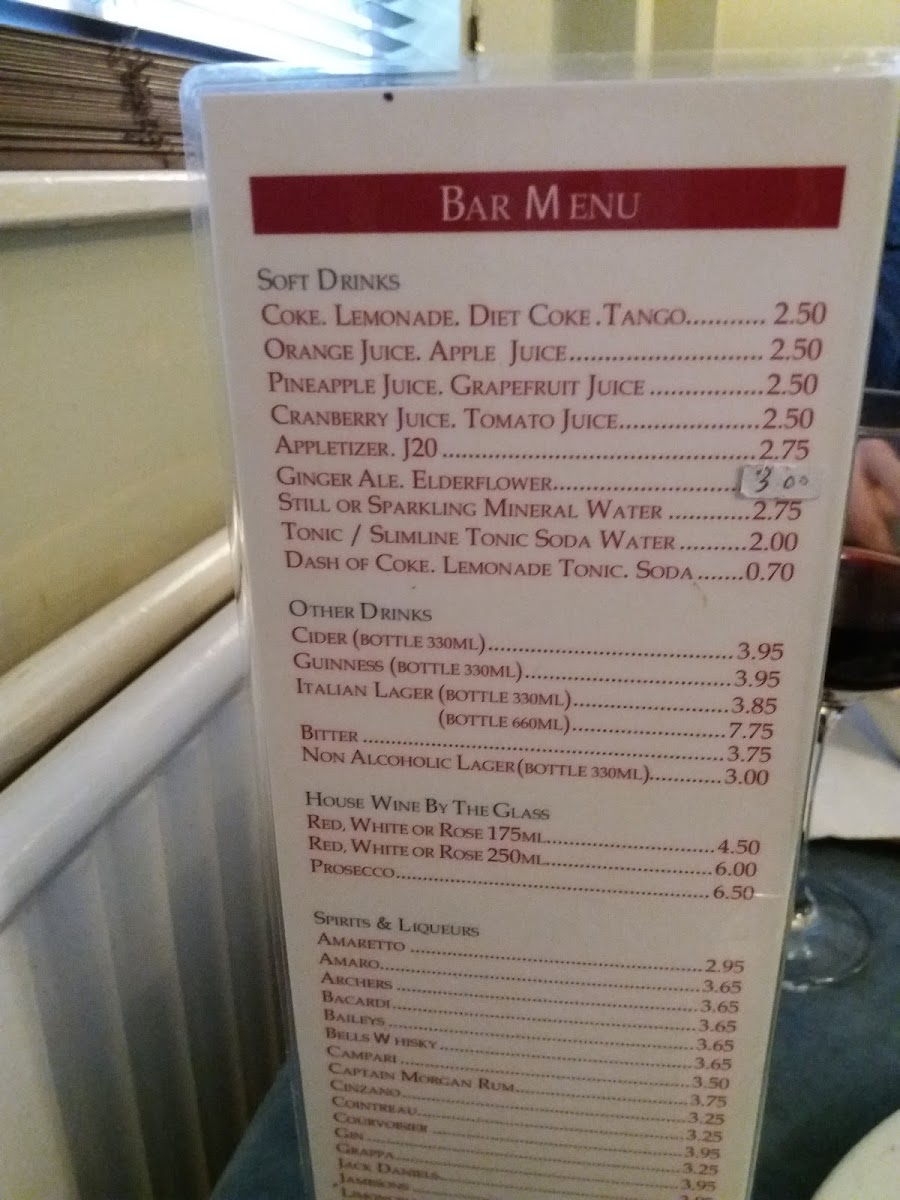 BAR MENU
SOFT DRINKS
COKE. LEMONADE. DIET COKE .TANGO........... 2.50
ORANGE JUICE. APPLE JUICE............................ 2.50
PINEAPPLE JUICE. GRAPEFRUIT JUICE ................2.50
CRANBERRY JUICE. TOMATO JUICE....................2.50
APPLETIZER. J20 ..............................................2.75
GINGER ALE. ELDERFLOWER..........................3 00
STILL OR SPARKLING MINERAL WATER ............2.75
TONIC / SLIMLINE TONIC SODA WATER ..........2.00
DASH OF COKE. LEMONADE TONIC. SODA.......0.70
OTHER DRINKS
CIDER (BOTTLE 330ML)....................................3.95
GUINNESS (BOTTLE 330ML)..............................3.95
ITALIAN LAGER (BOTTLE 330ML).......................3.85
(BOTTLE 660ML).......................7.75
BITTER ........................................................3.75
NON ALCOHOLIC LAGER(BOTTLE 330ML)...........3.00
HOUSE WINE BY THE GLASS
RED, WHITE OR ROSE 175ML............................4.50
RED, WHITE OR ROSE 250ML............................6.00
PROSECCO....................................................6.50
SPIRITS & LIQUEURS
AMARETTO ..................................................2.95
AMARO.......................................................3.65
ARCHERS ....................................................3.65
BACARDI.....................................................3.65
BAILEYS ......................................................3.65
BELLS WHISKY .............................................3.65
CAMPARI ....................................................3.50
CAPTAIN MORGAN RUM.................................3.75
CINZANO....................................................3.25
COINTREAU.................................................3.25
COURVOISIER ..............................................3.95
GIN...........................................................3.25
GRAPPA......................................................3.95
JACK DANIELS..............................................
JAMESONS